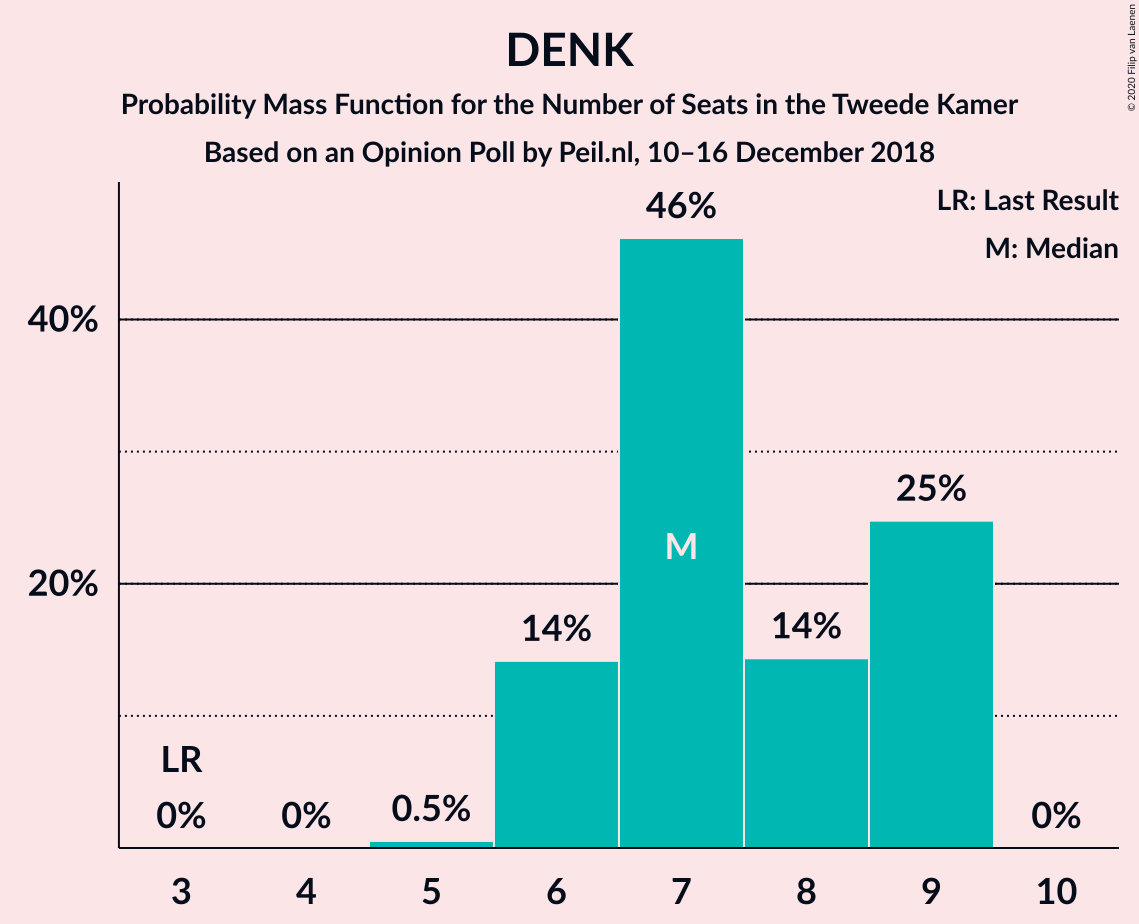 DENK
Probability Mass Function for the Number of Seats in the Tweede Kamer
Based on an Opinion Poll by Peil.nl, 10–16 December 2018
© 2020 Filip van Laenen
LR: Last Result
M: Median
46%
40%
25%
M
20%
14%
14%
LR
0%
0%
0.5%
0%
3 4 5 6 7 8 9 10